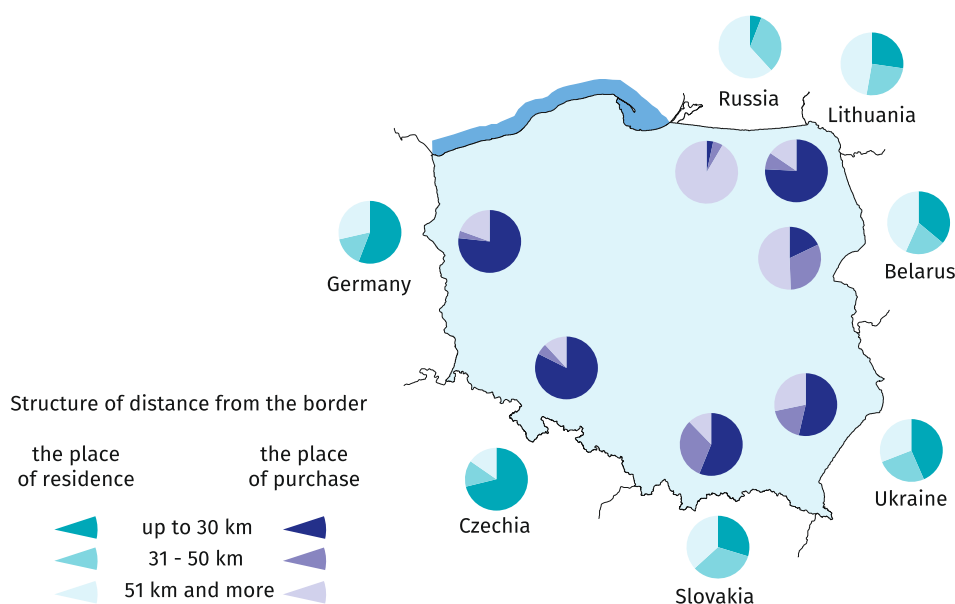 Russia
Lithuania
Belarus
Germany
Structure of distance from the border
the place
of residence
the place
of purchase
Ukraine
Czechia
up to 30 km
31 - 50 km
51 km and more
Slovakia